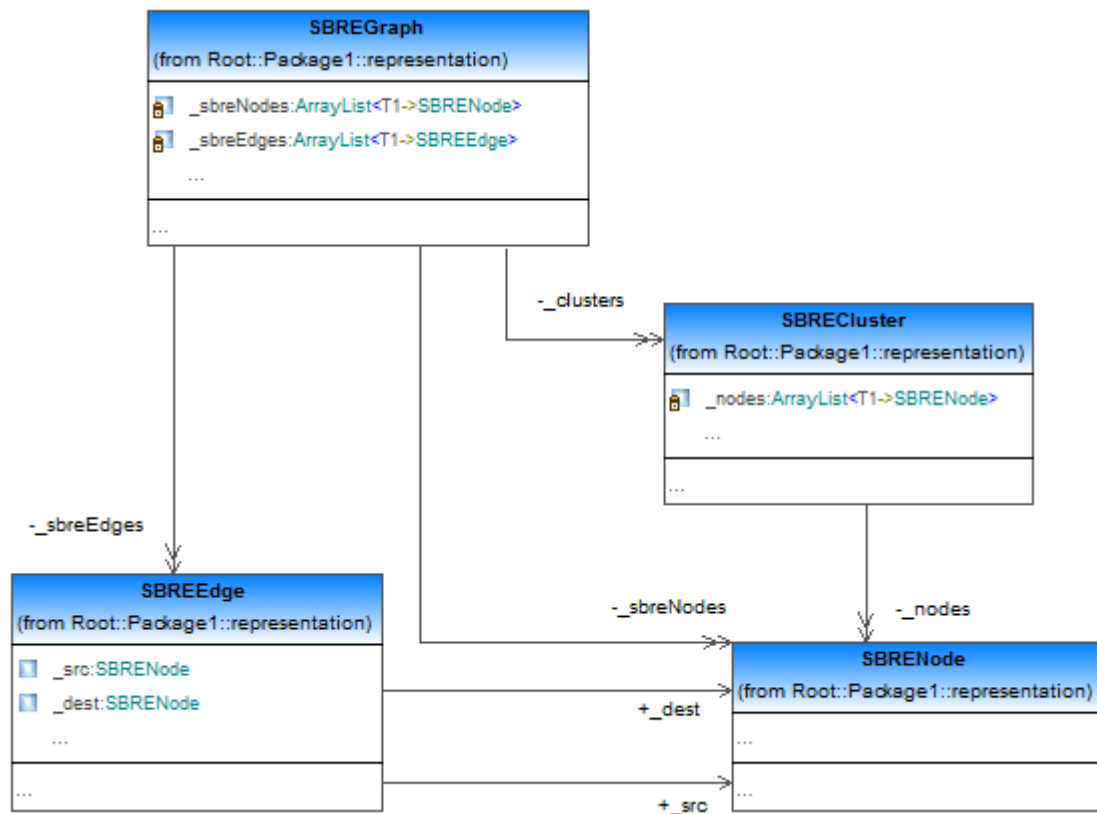 SBREGraph
(from Root::Package1::representation)
_sbreNodes:ArrayList<T1->SBRENode>
_sbreEdges:ArrayList<T1->SBREEdge>
...
...
-_clusters
SBRECluster
(from Root::Package1::representation)
_nodes:ArrayList<T1->SBRENode>
...
...
-_sbreEdges
SBREEdge
(from Root::Package1::representation)
_src:SBRENode
_dest:SBRENode
...
...
-_sbreNodes
-_nodes
SBRENode
(from Root::Package1::representation)
...
...
+_dest
+_src